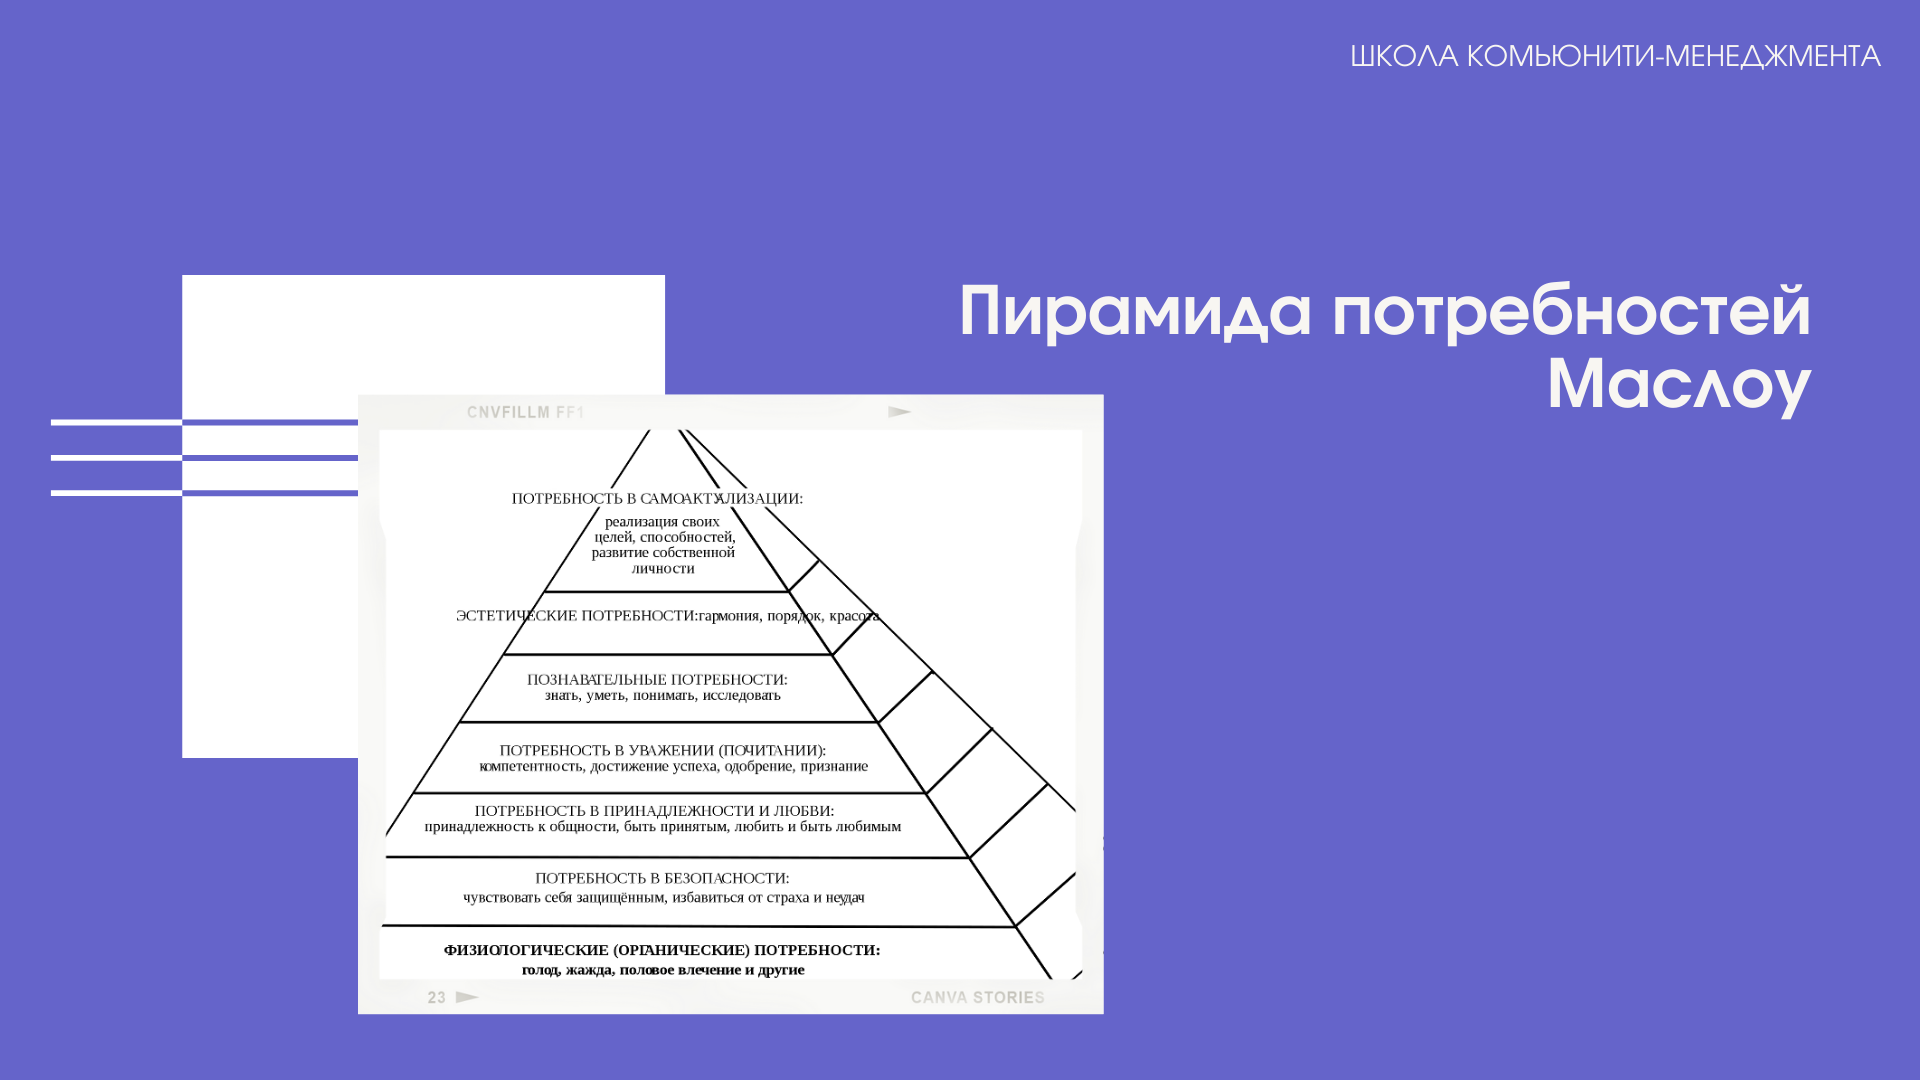 ШКОЛА КОМЬЮНИТИ-МЕНЕДЖМЕНТА
Пирамида потребностей
Маслоу
CNVFILLM FF1
ПОТРЕБНОСТЬ В САМОАКТУАЛИЗАЦИИ:
реализация своих
целей, способностей,
развитие собственной
личности
ЭСТЕТИЧЕСКИЕ ПОТРЕБНОСТИ:гармония, порядок, красота
ПОЗНАВАТЕЛЬНЫЕ ПОТРЕБНОСТИ:
знать, уметь, понимать, исследовать
ПОТРЕБНОСТЬ В УВАЖЕНИИ (ПОЧИТАНИИ):
компетентность, достижение успеха, одобрение, признание
ПОТРЕБНОСТЬ В ПРИНАДЛЕЖНОСТИ И ЛЮБВИ:
принадлежность к общности, быть принятым, любить и быть любимым
ПОТРЕБНОСТЬ В БЕЗОПАСНОСТИ:
чувствовать себя защищённым, избавиться от страха и неудач
ФИЗИОЛОГИЧЕСКИЕ (ОРГАНИЧЕСКИЕ) ПОТРЕБНОСТИ:
голод, жажда, половое влечение и другие
23
CANVA STORIES